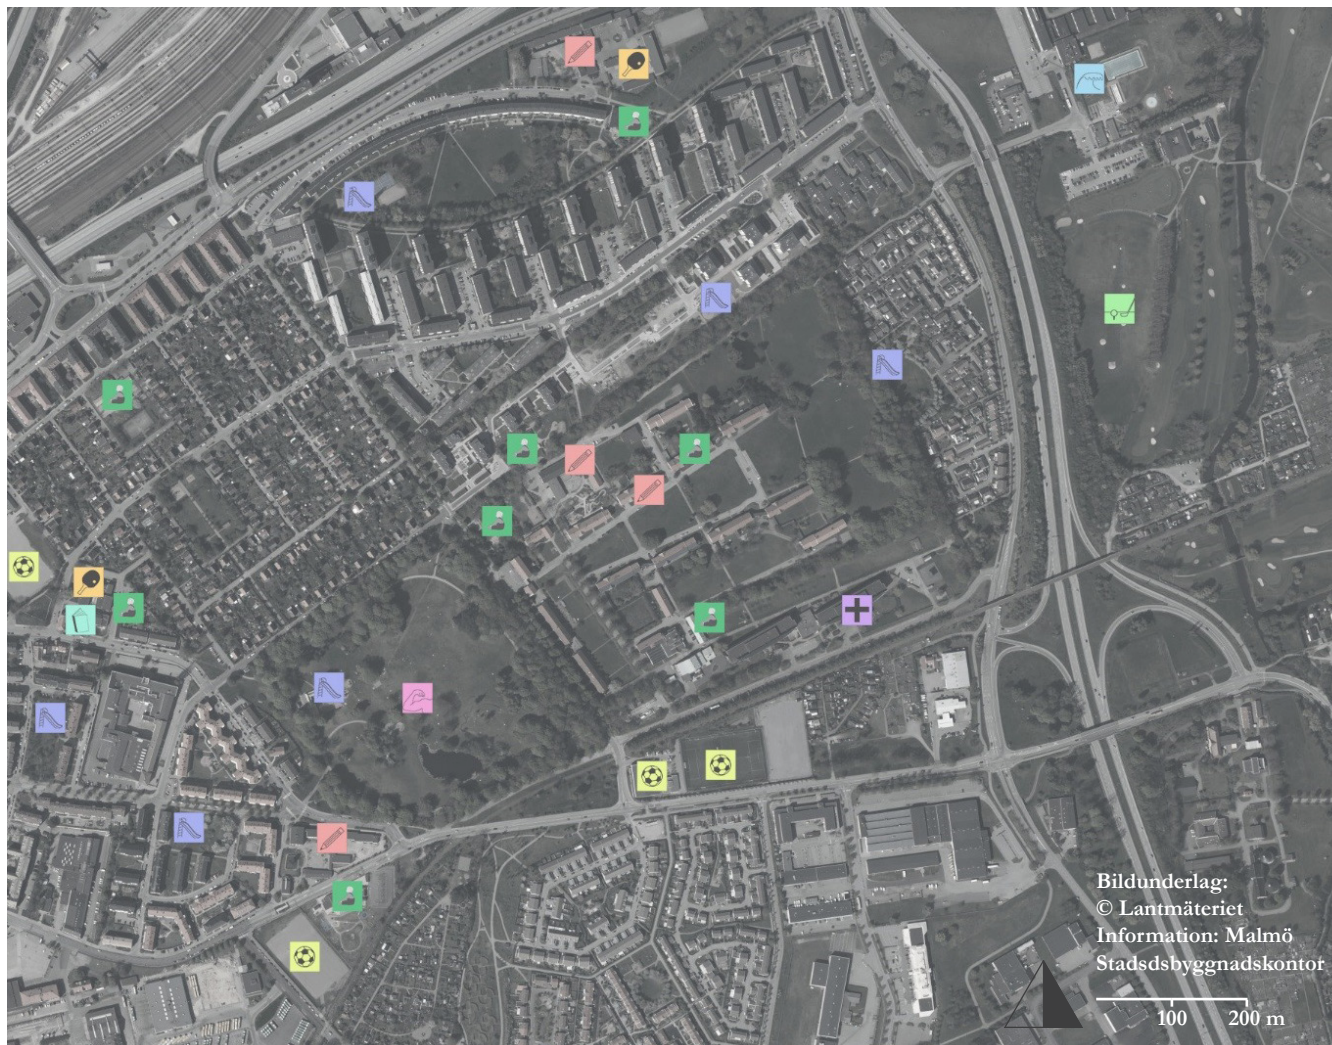 Bildunderlag:
© Lantmäteriet
Information: Malmö
Stadsdsbyggnadskontor
100 200 m